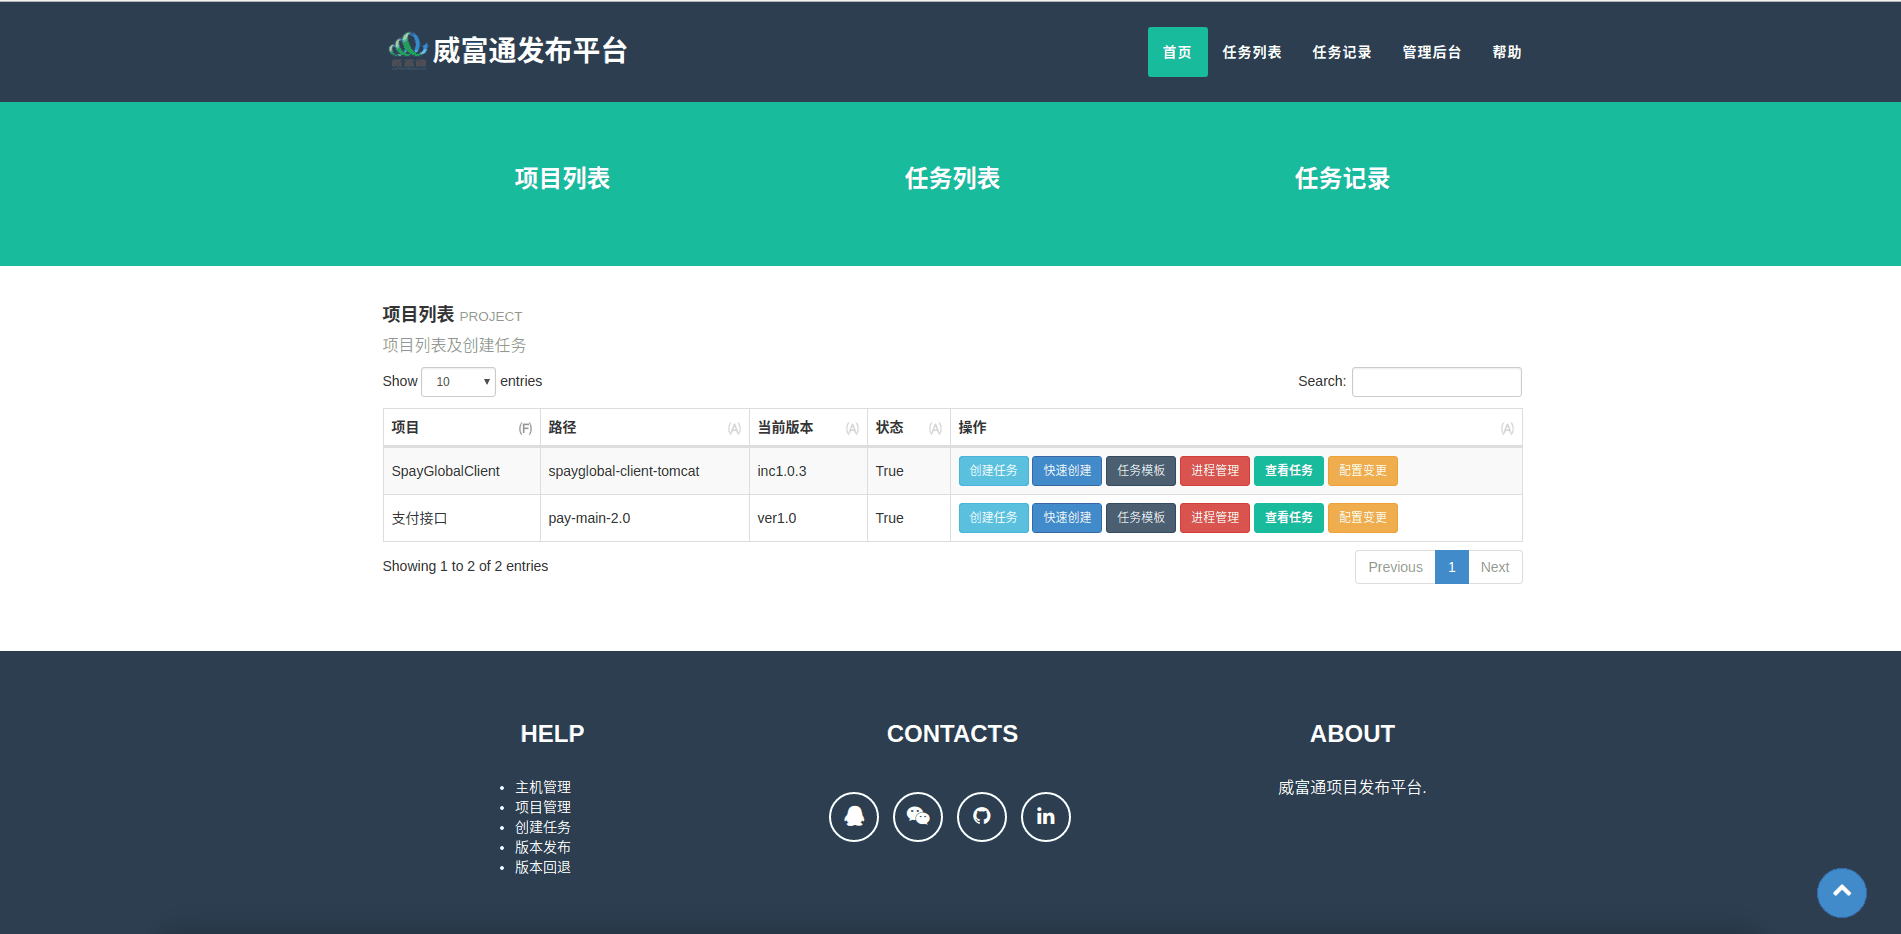 威富通发布平台
首页 任务列表 任务记录 管理后台 帮助
项目列表 任务列表 任务记录
项目列表 PROJECT
项目列表及创建任务
Show 10 entries Search:
项目 路径 当前版本 状态 操作
SpayGlobalClient spayglobal-client-tomcat inc1.0.3 True 创建任务 快速创建 任务模板 进程管理 查看任务 配置变更
支付接口 pay-main-2.0 ver1.0 True 创建任务 快速创建 任务模板 进程管理 查看任务 配置变更
Showing 1 to 2 of 2 entries Previous 1 Next
HELP
主机管理
项目管理
创建任务
版本发布
版本回退
CONTACTS
in
ABOUT
威富通项目发布平台.